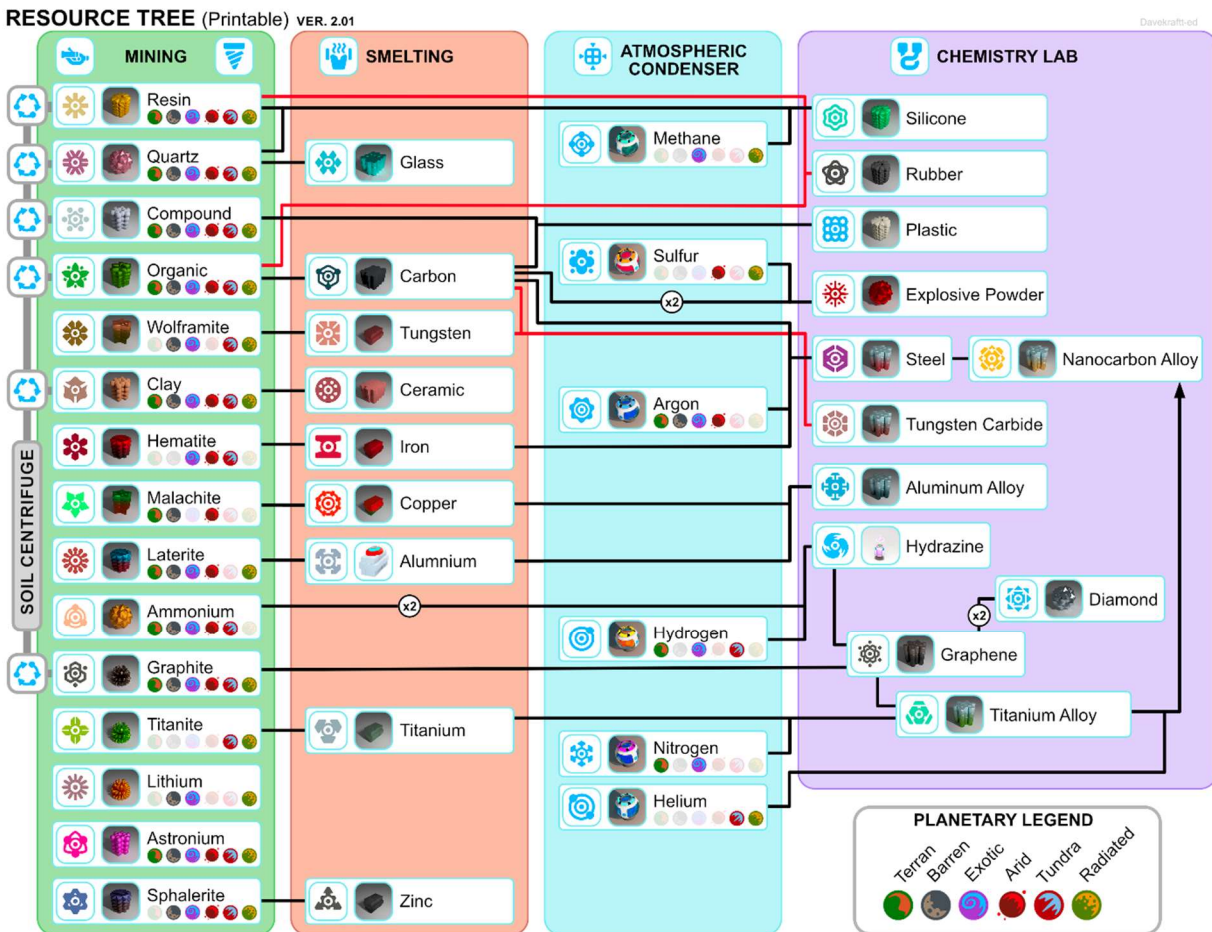 RESOURCE TREE (Printable) VER. 2.01
Davekraft-ed
MINING
SMELTING
ATMOSPHERIC
CONDENSER
CHEMISTRY LAB
SOIL CENTRIFUGE
Resin
Quartz
Compound
Organic
Wolframite
Clay
Hematite
Malachite
Laterite
Ammonium
Graphite
Titanite
Lithium
Astronium
Sphalerite
Glass
Carbon
Tungsten
Ceramic
Iron
Copper
Alumnium
x2
Titanium
Zinc
Methane
Sulfur
x2
Argon
Hydrogen
Nitrogen
Helium
Silicone
Rubber
Plastic
Explosive Powder
Steel
Nanocarbon Alloy
Tungsten Carbide
Aluminum Alloy
Hydrazine
Diamond
x2
Graphene
Titanium Alloy
PLANETARY LEGEND
Terran
Barren
Exotic
Arid
Tundra
Radiated